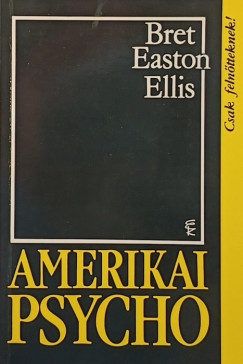 Bret
Easton
Ellis
Csak felnőtteknek!
AMERIKAI
PSYCHO